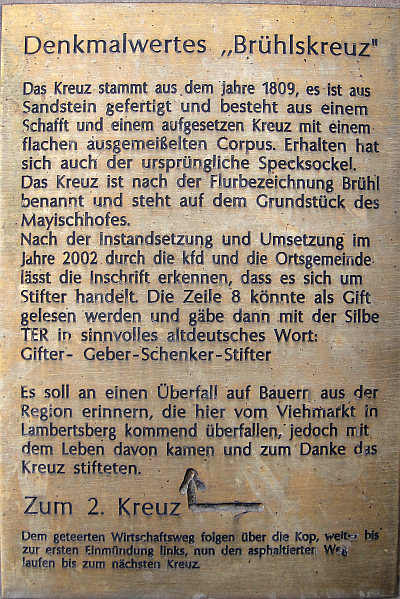 Denkmalwertes ,,Brühlskreuz"
Das Kreuz stammt aus dem Jahre 1809, es ist aus
Sandstein gefertigt und besteht aus einem
Schafft und einem aufgesetzen Kreuz mit einem
flachen ausgemeißelten Corpus. Erhalten hat
sich auch der ursprüngliche Specksockel.
Das Kreuz ist nach der Flurbezeichnung Brühl
benannt und steht auf dem Grundstück des
Mayischhofes.
Nach der Instandsetzung und Umsetzung im
Jahre 2002 durch die kfd und die Ortsgemeinde
lässt die Inschrift erkennen, dass es sich um
Stifter handelt. Die Zeile 8 könnte als Gift
gelesen werden und gäbe dann mit der Silbe
TER in sinnvolles altdeutsches Wort:
Gifter- Geber-Schenker-Stifter
Es soll an einen Überfall auf Bauern aus der
Region erinnern, die hier vom Viehmarkt in
Lambertsberg kommend überfallen, jedoch mit
dem Leben davon kamen und zum Danke das
Kreuz stifteten.
Zum 2. Kreuz
Dem geteerten Wirtschaftsweg folgen über die Kop, weiter bis
zur ersten Einmündung links, nun den asphaltierten Weg
laufen bis zum nächsten Kreuz.